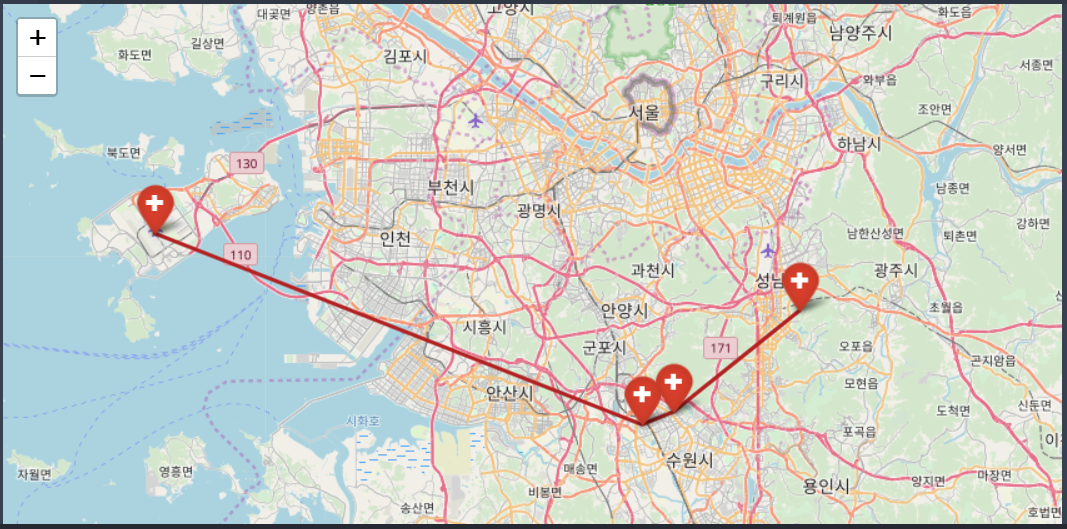 +
−
대곶면
양촌읍
고양시
퇴계원읍
화도읍
화도면
길상면
김포시
남양주시
구리시
와부읍
서종면
서울
조안면
북도면
130
하남시
양서면
부천시
광명시
남종면
인천
110
남한산성면
퇴촌면
강하면
과천시
성남
광주시
시흥시
안양시
초월읍
군포시
171
오포읍
곤지암읍
안산시
모현읍
시화호
도척면
신둔면
포곡읍
이천
자월면
영흥면
매송면
수원시
비봉면
용인시
양지면
마장면
송산면
호법면